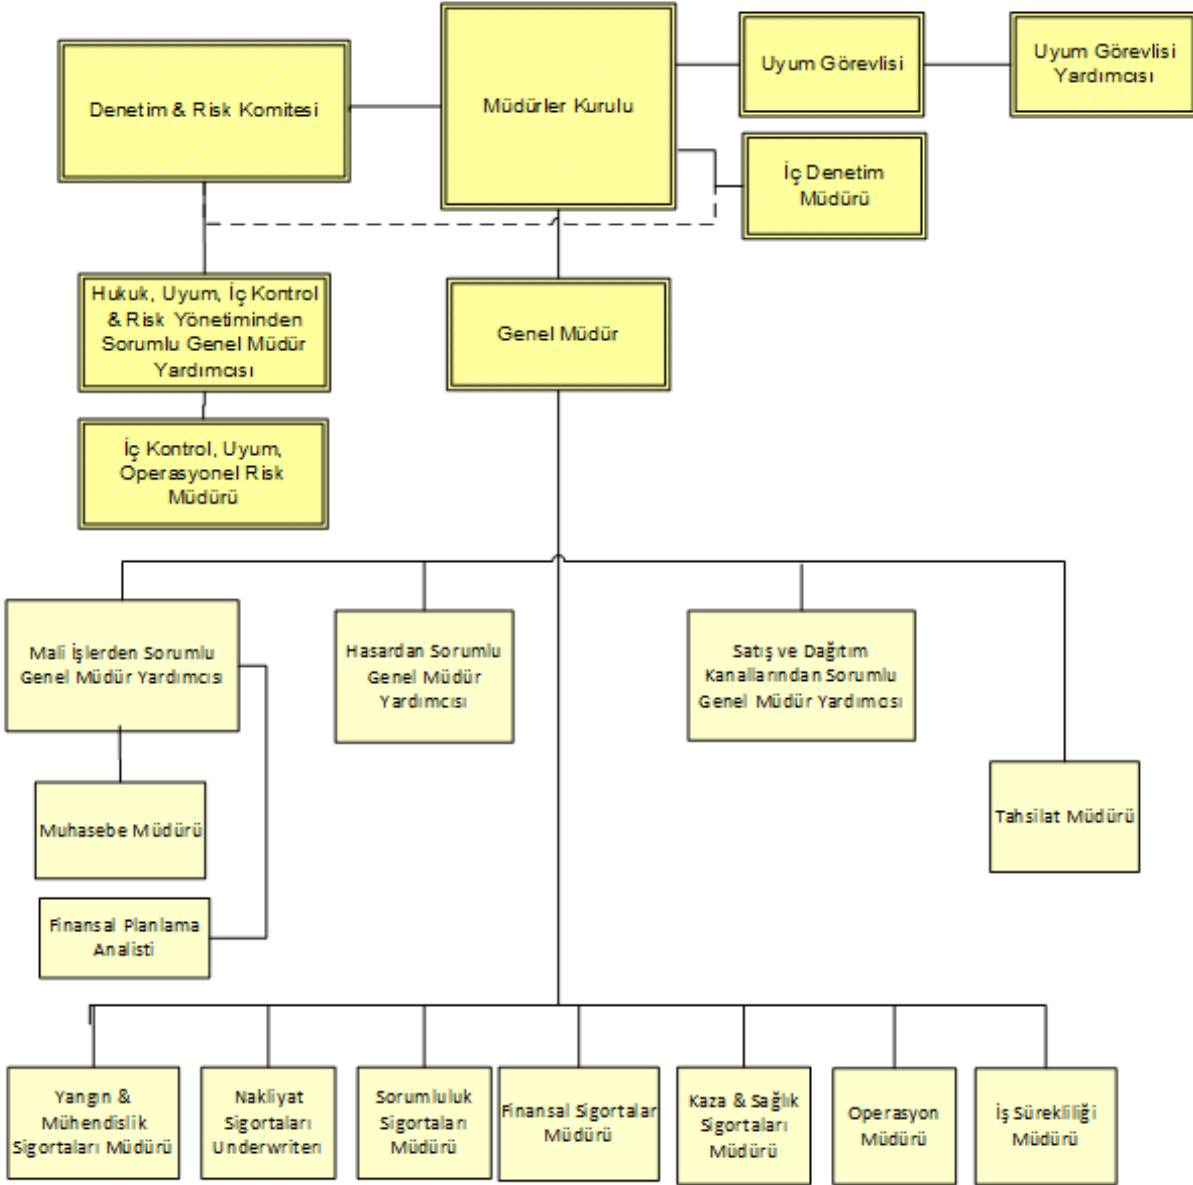 Denetim & Risk Komitesi
Müdürler Kurulu
Uyum Görevlisi
Uyum Görevlisi
Yardımcısı
İç Denetim
Müdürü
Hukuk, Uyum, İç Kontrol
& Risk Yönetiminden
Sorumlu Genel Müdür
Yardımcısı
Genel Müdür
İç Kontrol, Uyum,
Operasyonel Risk
Müdürü
Mali İşlerden Sorumlu
Genel Müdür Yardımcısı
Hasardan Sorumlu
Genel Müdür
Yardımcısı
Satış ve Dağıtım
Kanallarından Sorumlu
Genel Müdür Yardımcısı
Muhasebe Müdürü
Tahsilat Müdürü
Finansal Planlama
Analisti
Yangın &
Mühendislik
Sigortaları Müdürü
Nakliyat
Sigortaları
Underwriteri
Sorumluluk
Sigortaları
Müdürü
Finansal Sigortalar
Müdürü
Kaza & Sağlık
Sigortaları
Müdürü
Operasyon
Müdürü
İş Sürekliliği
Müdürü